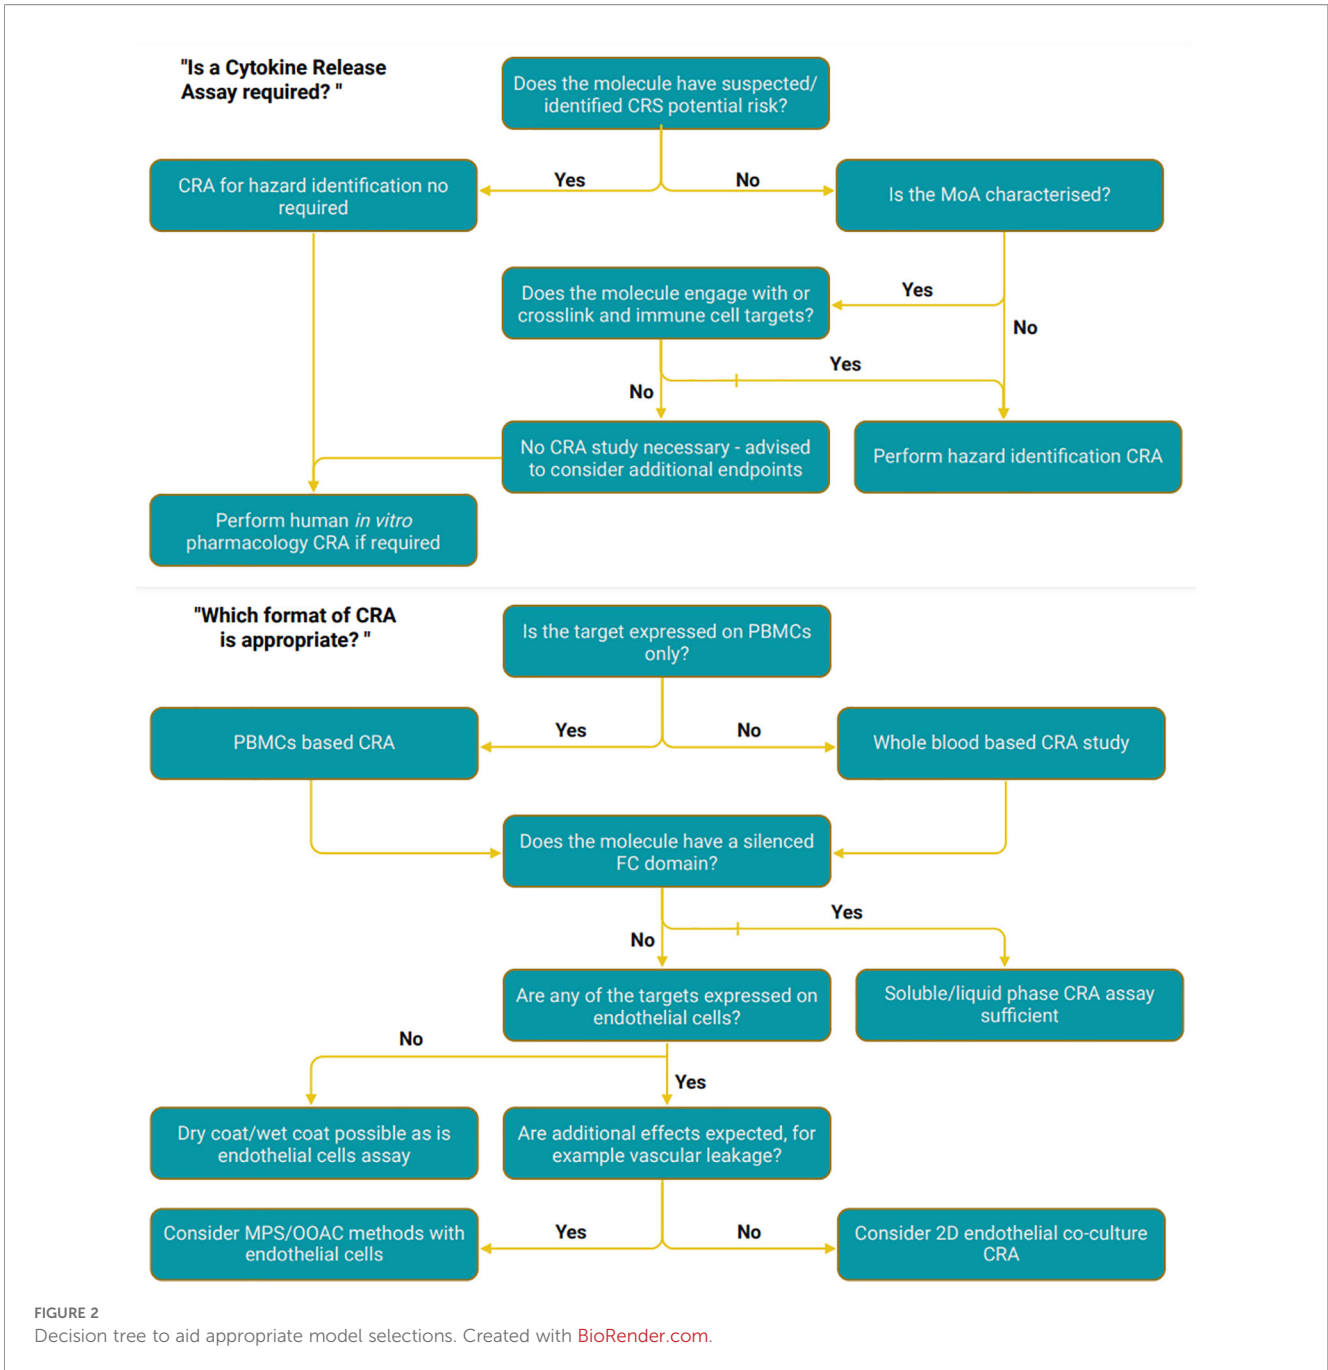 "Is a Cytokine Release
Assay required? "
Does the molecule have suspected/
identified CRS potential risk?
Yes
No
CRA for hazard identification no
required
Is the MoA characterised?
Does the molecule engage with or
crosslink and immune cell targets?
Yes
No
Yes
No
No CRA study necessary - advised
to consider additional endpoints
Perform hazard identification CRA
Perform human in vitro
pharmacology CRA if required
"Which format of CRA
is appropriate? "
Is the target expressed on PBMCs
only?
Yes
No
PBMCs based CRA
Whole blood based CRA study
Does the molecule have a silenced
FC domain?
Yes
No
Are any of the targets expressed on
endothelial cells?
Soluble/liquid phase CRA assay
sufficient
No
Yes
Dry coat/wet coat possible as is
endothelial cells assay
Are additional effects expected, for
example vascular leakage?
Consider MPS/OOAC methods with
endothelial cells
Yes
No
Consider 2D endothelial co-culture
CRA
FIGURE 2
Decision tree to aid appropriate model selections. Created with BioRender.com.